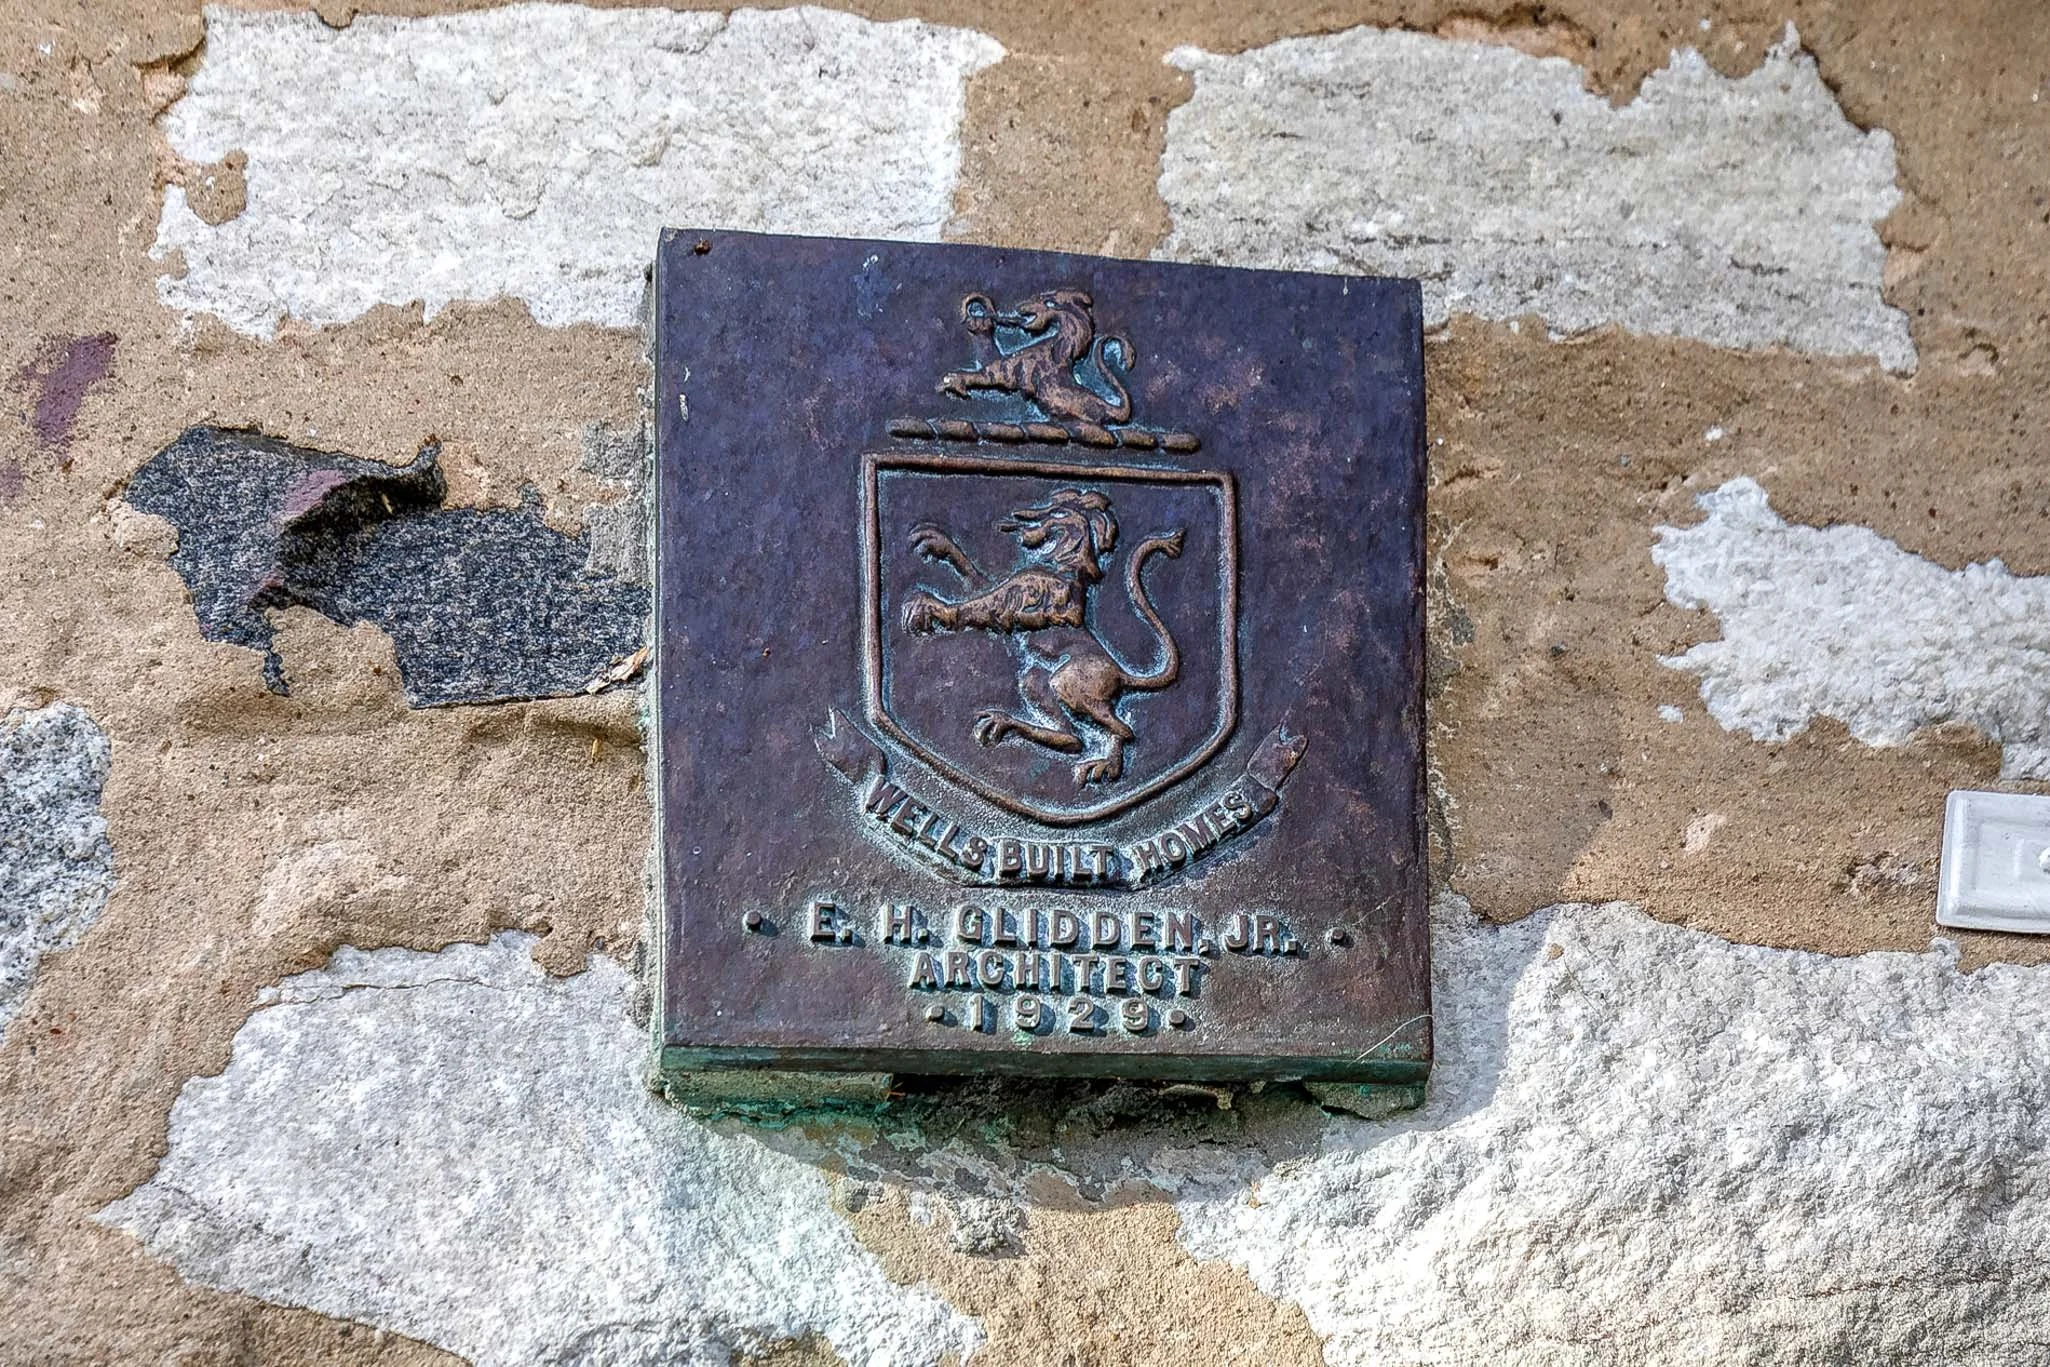 WELLS BUILT HOMES
• E. H. GLIDDEN, JR. •
ARCHITECT
• 1929 •